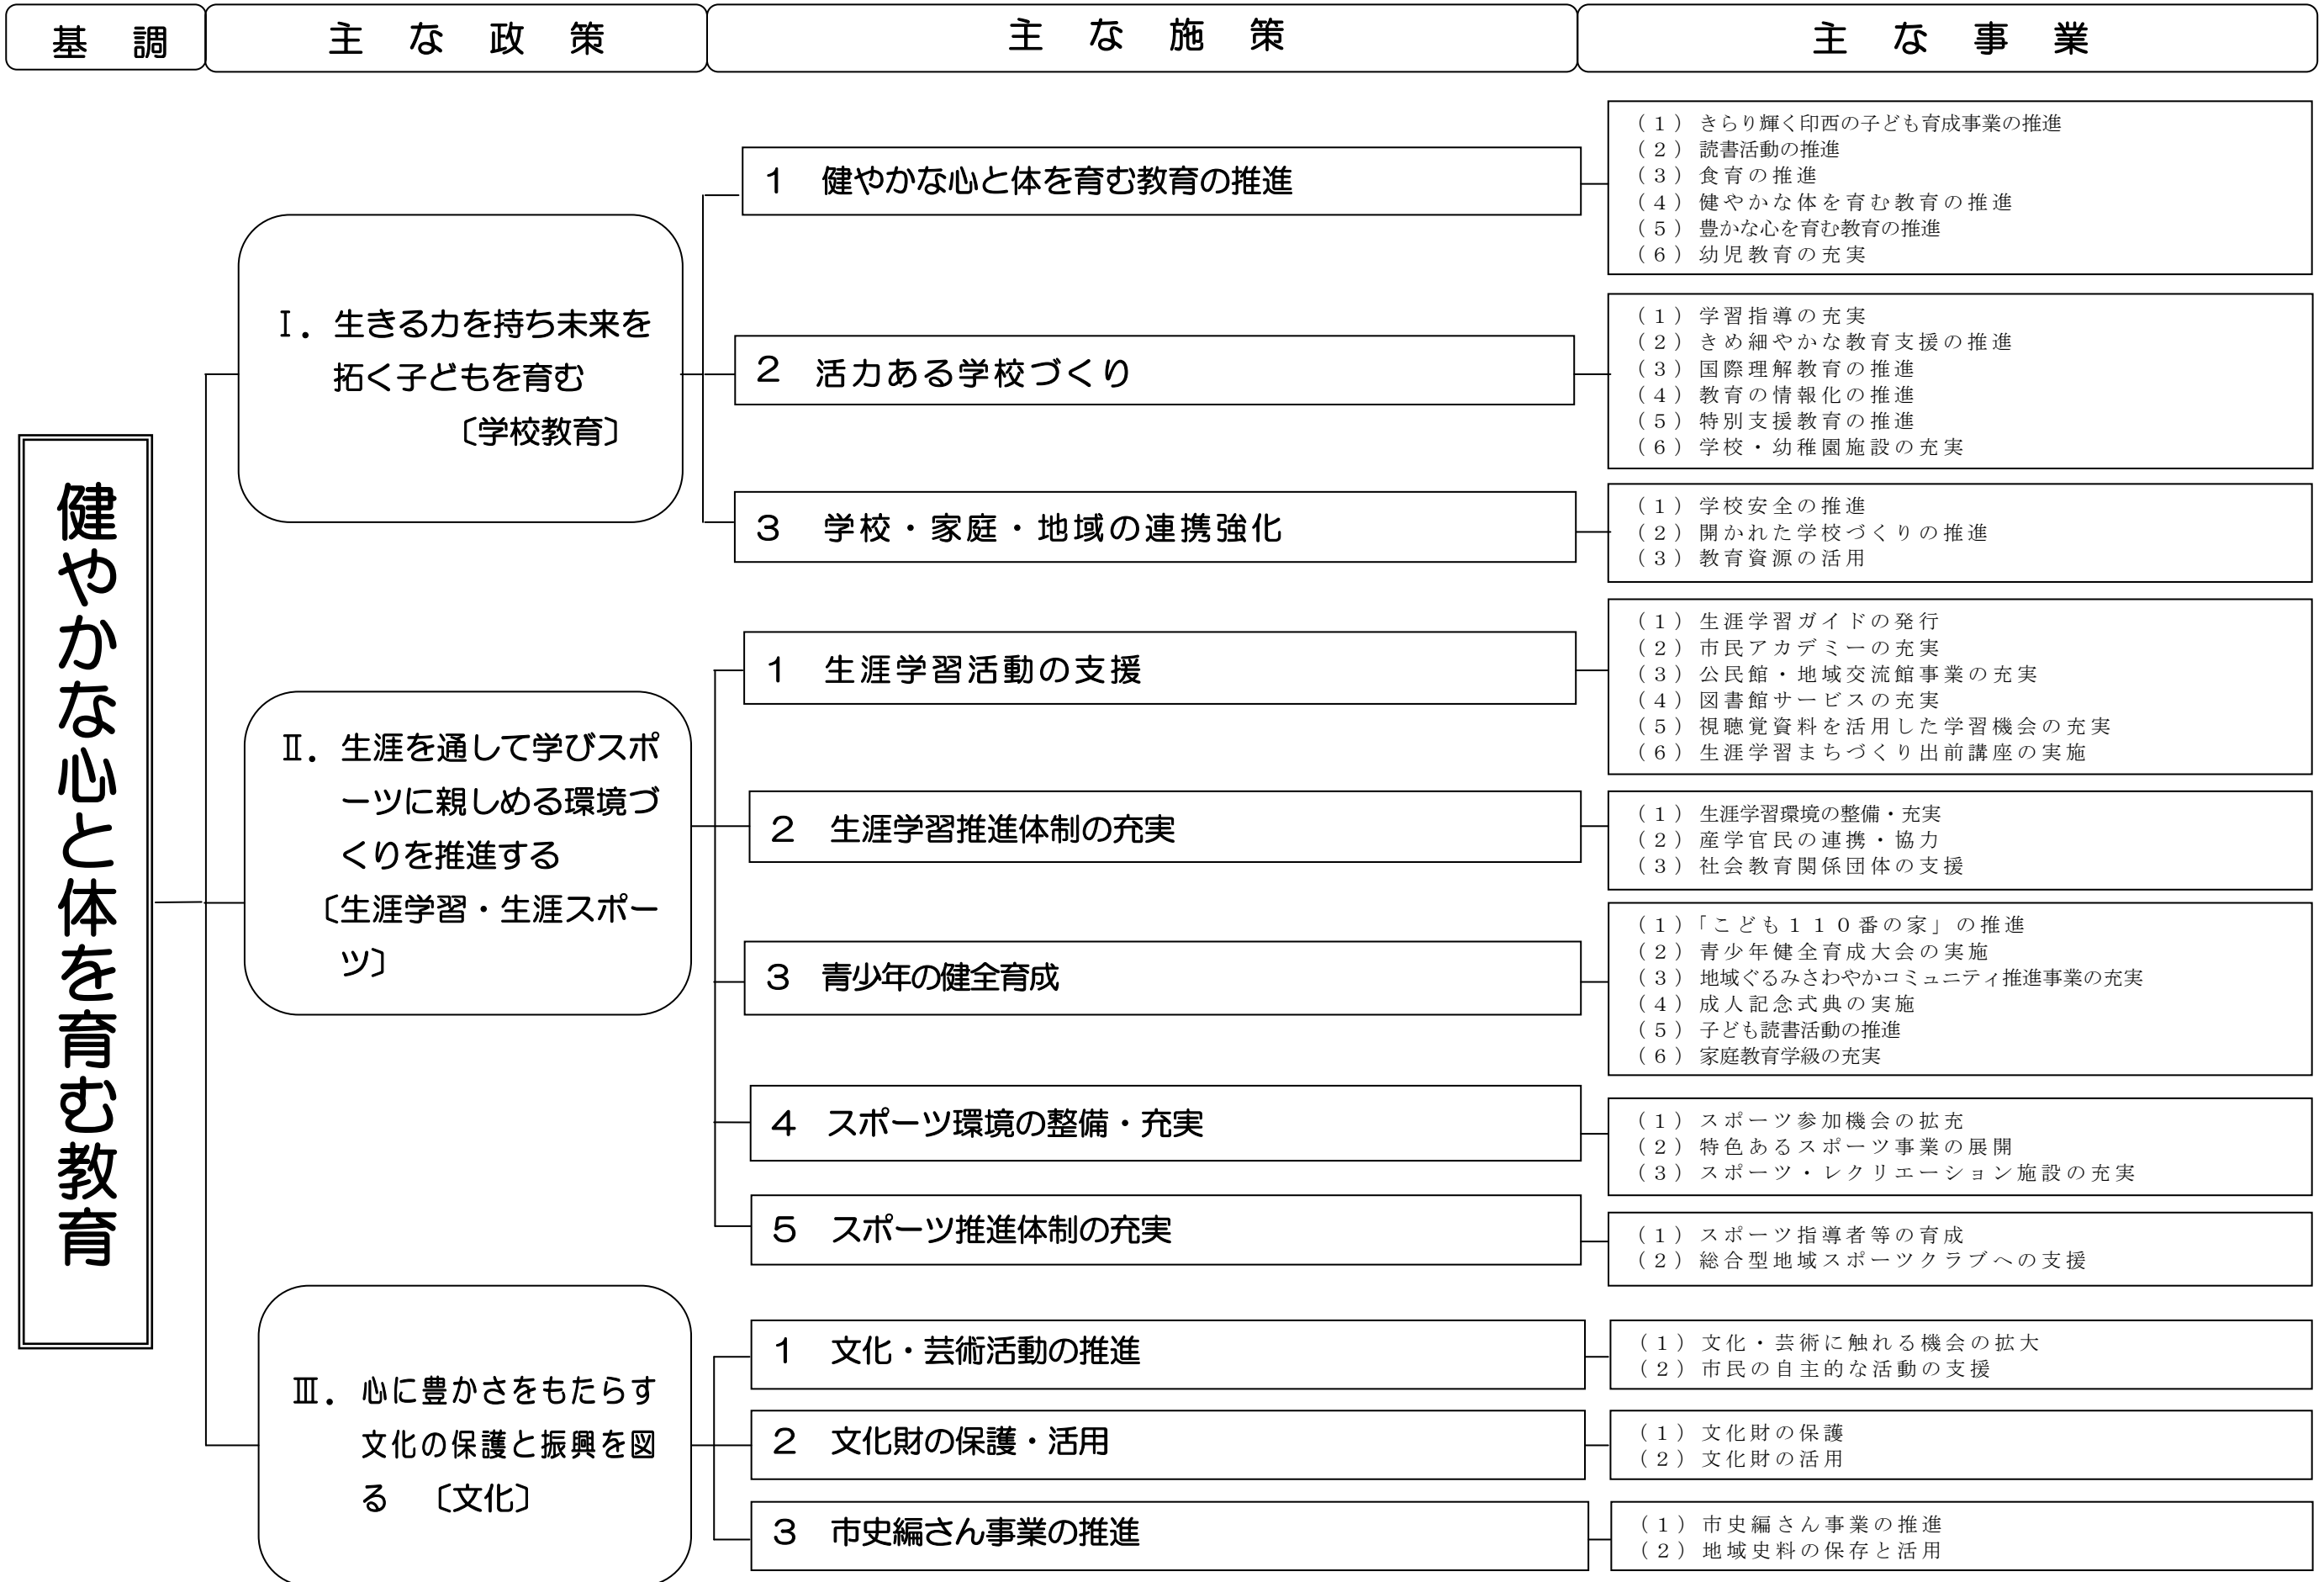 基　調
主　な　政　策
主　な　施　策
主　な　事　業
健やかな心と体を育む教育
Ⅰ．生きる力を持ち未来を
拓く子どもを育む
〔学校教育〕
１　健やかな心と体を育む教育の推進
（１）きらり輝く印西の子ども育成事業の推進
（２）読書活動の推進
（３）食育の推進
（４）健やかな体を育む教育の推進
（５）豊かな心を育む教育の推進
（６）幼児教育の充実
２　活力ある学校づくり
（１）学習指導の充実
（２）きめ細やかな教育支援の推進
（３）国際理解教育の推進
（４）教育の情報化の推進
（５）特別支援教育の推進
（６）学校・幼稚園施設の充実
３　学校・家庭・地域の連携強化
（１）学校安全の推進
（２）開かれた学校づくりの推進
（３）教育資源の活用
Ⅱ．生涯を通して学びスポ
ーツに親しめる環境づ
くりを推進する
〔生涯学習・生涯スポー
ツ〕
１　生涯学習活動の支援
（１）生涯学習ガイドの発行
（２）市民アカデミーの充実
（３）公民館・地域交流館事業の充実
（４）図書館サービスの充実
（５）視聴覚資料を活用した学習機会の充実
（６）生涯学習まちづくり出前講座の実施
２　生涯学習推進体制の充実
（１）生涯学習環境の整備・充実
（２）産学官民の連携・協力
（３）社会教育関係団体の支援
３　青少年の健全育成
（１）「こども１１０番の家」の推進
（２）青少年健全育成大会の実施
（３）地域ぐるみさわやかコミュニティ推進事業の充実
（４）成人記念式典の実施
（５）子ども読書活動の推進
（６）家庭教育学級の充実
４　スポーツ環境の整備・充実
（１）スポーツ参加機会の拡充
（２）特色あるスポーツ事業の展開
（３）スポーツ・レクリエーション施設の充実
５　スポーツ推進体制の充実
（１）スポーツ指導者等の育成
（２）総合型地域スポーツクラブへの支援
Ⅲ．心に豊かさをもたらす
文化の保護と振興を図
る　〔文化〕
１　文化・芸術活動の推進
（１）文化・芸術に触れる機会の拡大
（２）市民の自主的な活動の支援
２　文化財の保護・活用
（１）文化財の保護
（２）文化財の活用
３　市史編さん事業の推進
（１）市史編さん事業の推進
（２）地域史料の保存と活用